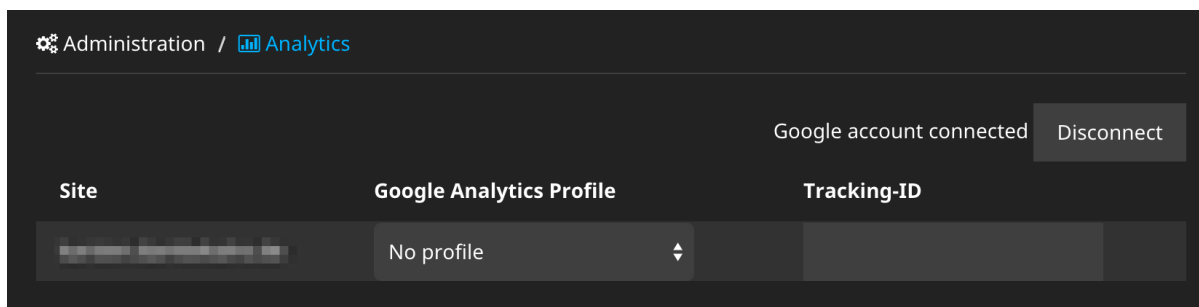 Administration / Analytics
Google account connected Disconnect
Site Google Analytics Profile Tracking-ID
No profile